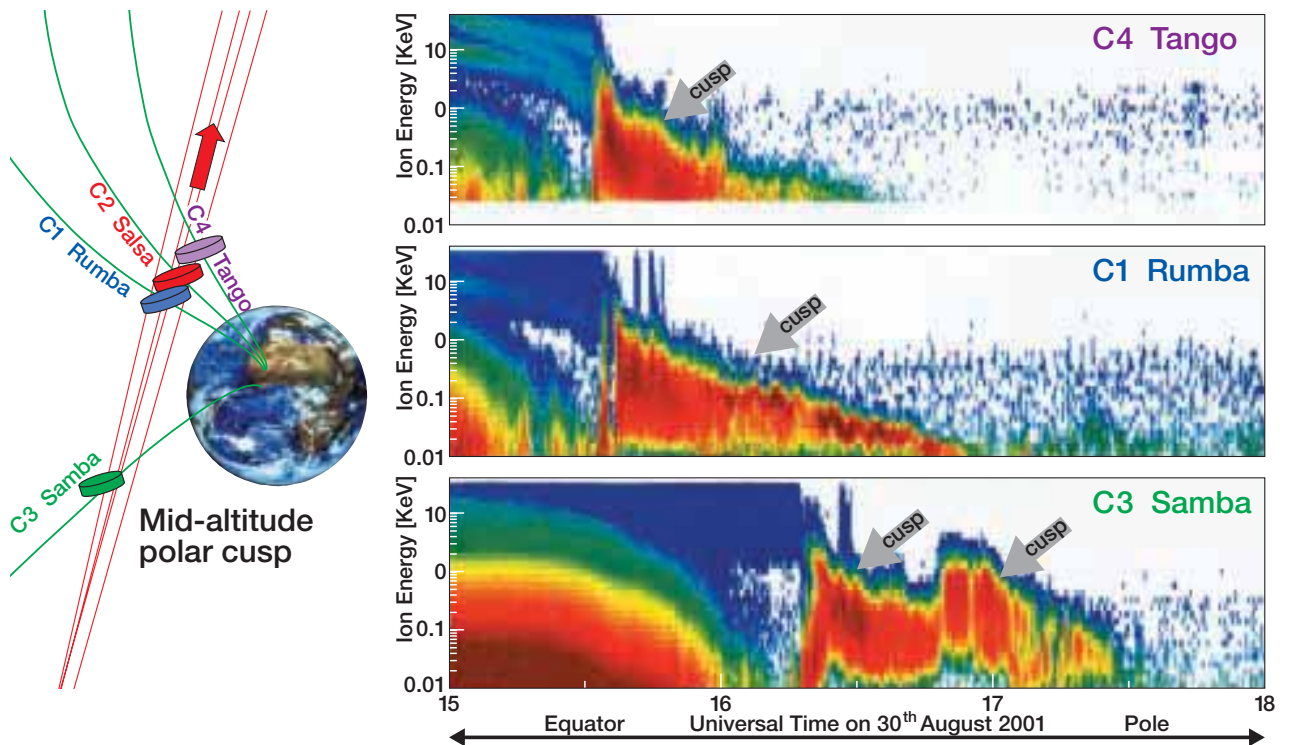 C4 Tango
C2 Salsa
C1 Rumba
C3 Samba
Mid-altitude
polar cusp
Ion Energy [KeV]
10
0
0.1
0.01
C4 Tango
cusp
Ion Energy [KeV]
10
0
0.1
0.01
C1 Rumba
cusp
Ion Energy [KeV]
10
0
0.1
0.01
C3 Samba
cusp
cusp
15 16 17 18
Equator Universal Time on 30th August 2001 Pole